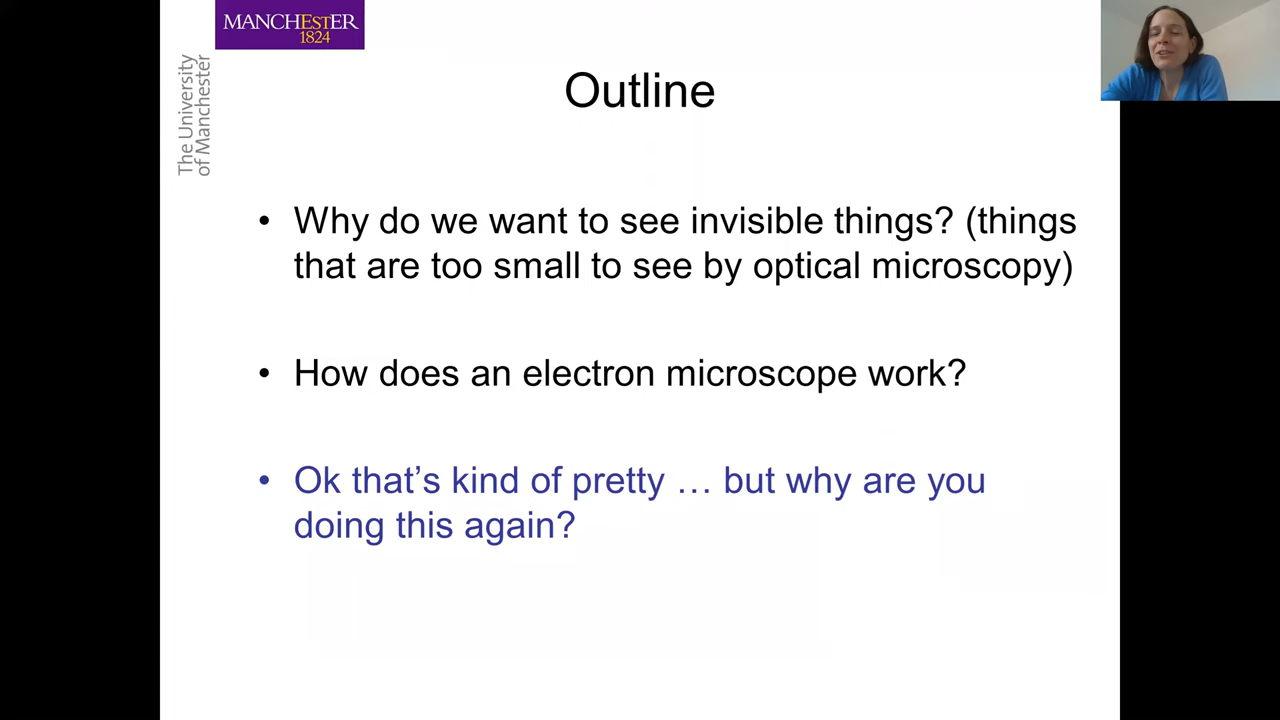 MANCHESTER
1824
The University
of Manchester
Outline
• Why do we want to see invisible things? (things
that are too small to see by optical microscopy)
• How does an electron microscope work?
• Ok that’s kind of pretty … but why are you
doing this again?